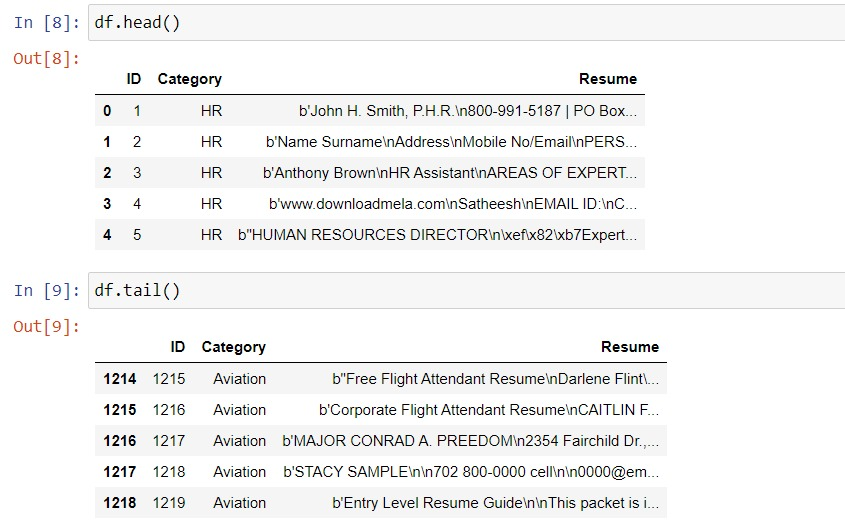 In [8]: df.head()
Out[8]:
ID Category Resume
0 1 HR b'John H. Smith, P.H.R.\n800-991-5187 | PO Box...
1 2 HR b'Name Surname\nAddress\nMobile No/Email\nPERS...
2 3 HR b'Anthony Brown\nHR Assistant\nAREAS OF EXPERT...
3 4 HR b'www.downloadmela.com\nSatheesh\nEMAIL ID:\nC...
4 5 HR b"HUMAN RESOURCES DIRECTOR\n\xef\x82\xb7Expert...
In [9]: df.tail()
Out[9]:
ID Category Resume
1214 1215 Aviation b"Free Flight Attendant Resume\nDarlene Flint\...
1215 1216 Aviation b'Corporate Flight Attendant Resume\nCAITLIN F...
1216 1217 Aviation b'MAJOR CONRAD A. PREEDOM\n2354 Fairchild Dr.,...
1217 1218 Aviation b'STACY SAMPLE\n\n702 800-0000 cell\n\n0000@em...
1218 1219 Aviation b'Entry Level Resume Guide\n\nThis packet is i...